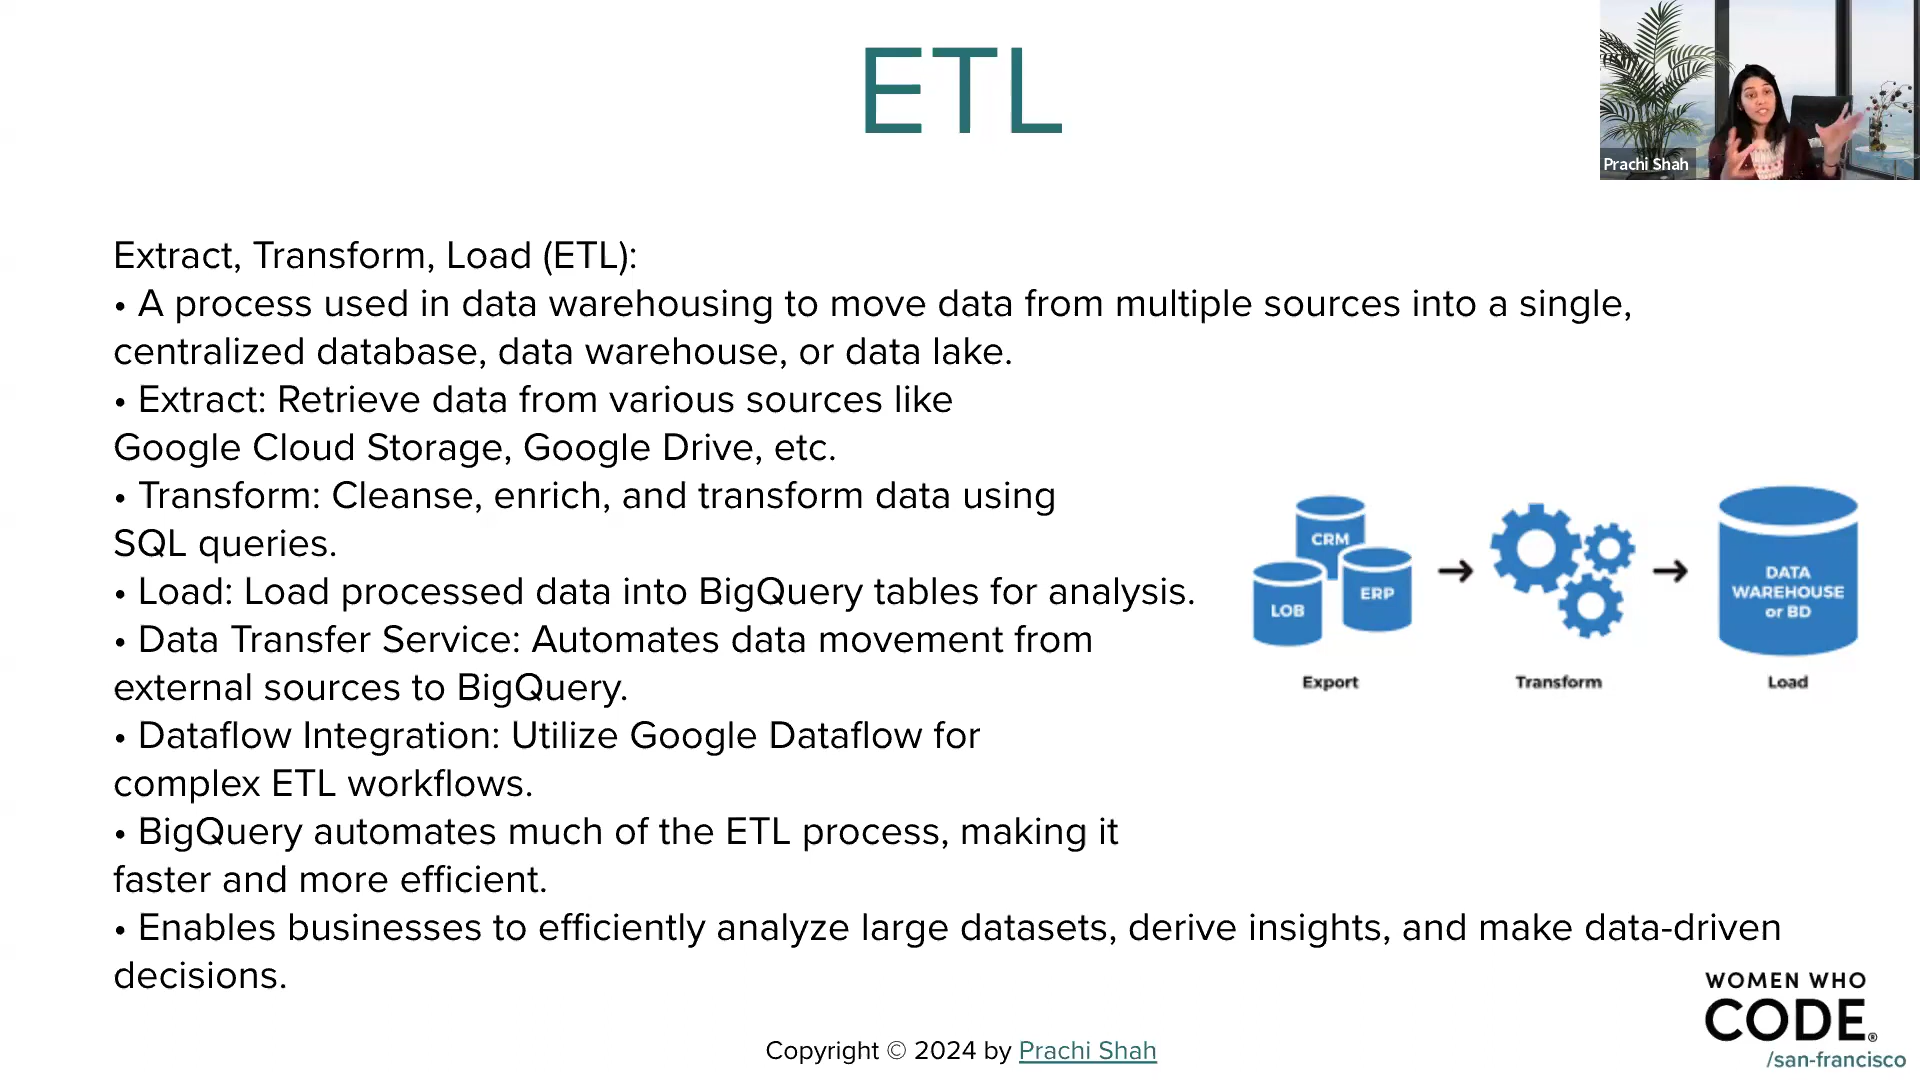 ETL
Prachi Shah
Extract, Transform, Load (ETL):
• A process used in data warehousing to move data from multiple sources into a single,
centralized database, data warehouse, or data lake.
• Extract: Retrieve data from various sources like
Google Cloud Storage, Google Drive, etc.
• Transform: Cleanse, enrich, and transform data using
SQL queries.
• Load: Load processed data into BigQuery tables for analysis.
• Data Transfer Service: Automates data movement from
external sources to BigQuery.
• Dataflow Integration: Utilize Google Dataflow for
complex ETL workflows.
• BigQuery automates much of the ETL process, making it
faster and more efficient.
• Enables businesses to efficiently analyze large datasets, derive insights, and make data-driven
decisions.
CRM
LOB
ERP
Export
Transform
DATA
WAREHOUSE
or BD
Load
WOMEN WHO
CODE®
/san-francisco
Copyright © 2024 by Prachi Shah